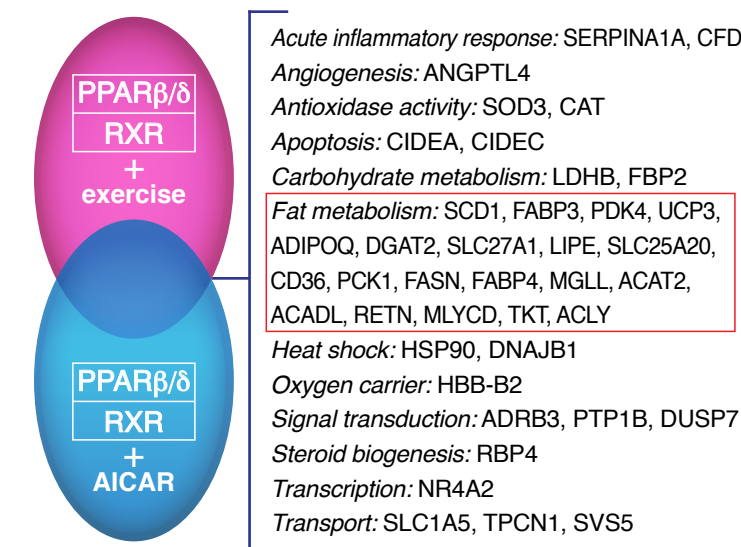 PPARβ/δ
RXR
+
exercise
PPARβ/δ
RXR
+
AICAR
Acute inflammatory response: SERPINA1A, CFD
Angiogenesis: ANGPTL4
Antioxidase activity: SOD3, CAT
Apoptosis: CIDEA, CIDEC
Carbohydrate metabolism: LDHB, FBP2
Fat metabolism: SCD1, FABP3, PDK4, UCP3,
ADIPOQ, DGAT2, SLC27A1, LIPE, SLC25A20,
CD36, PCK1, FASN, FABP4, MGLL, ACAT2,
ACADL, RETN, MLYCD, TKT, ACLY
Heat shock: HSP90, DNAJB1
Oxygen carrier: HBB-B2
Signal transduction: ADRB3, PTP1B, DUSP7
Steroid biogenesis: RBP4
Transcription: NR4A2
Transport: SLC1A5, TPCN1, SVS5